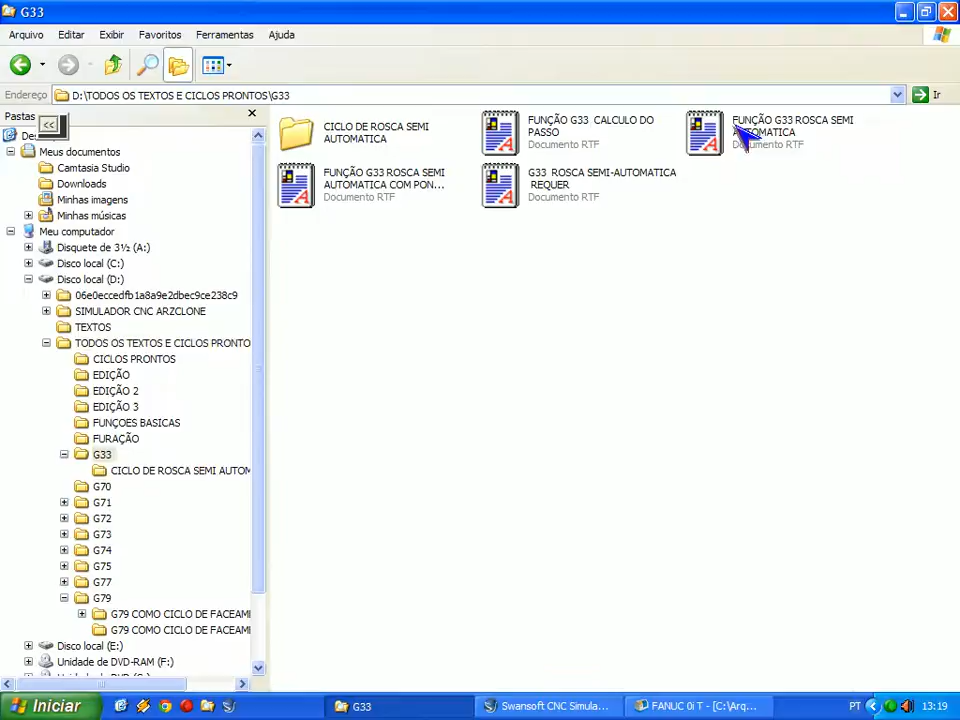 G33
Arquivo Editar Exibir Favoritos Ferramentas Ajuda
Endereço D:\TODOS OS TEXTOS E CICLOS PRONTOS\G33 Ir
Pastas <<
Meus documentos
Camtasia Studio
Downloads
Minhas imagens
Minhas músicas
Meu computador
Disquete de 3½ (A:)
Disco local (C:)
Disco local (D:)
06e0eccedfb1a8a9e2dbec9ce238c9
SIMULADOR CNC ARZCLONE
TEXTOS
TODOS OS TEXTOS E CICLOS PRONTO
CICLOS PRONTOS
EDIÇÃO
EDIÇÃO 2
EDIÇÃO 3
FUNÇOES BASICAS
FURAÇÃO
G33
CICLO DE ROSCA SEMI AUTOM
G70
G71
G72
G73
G74
G75
G77
G79
G79 COMO CICLO DE FACEAM
G79 COMO CICLO DE FACEAM
Disco local (E:)
Unidade de DVD-RAM (F:)
CICLO DE ROSCA SEMI
AUTOMATICA
FUNÇÃO G33 CALCULO DO
PASSO
Documento RTF
FUNÇÃO G33 ROSCA SEMI
AUTOMATICA
Documento RTF
FUNÇÃO G33 ROSCA SEMI
AUTOMATICA COM PON...
Documento RTF
G33 ROSCA SEMI-AUTOMATICA
REQUER
Documento RTF
Iniciar G33 Swansoft CNC Simula... FANUC 0i T - [C:\Arq... PT 13:19